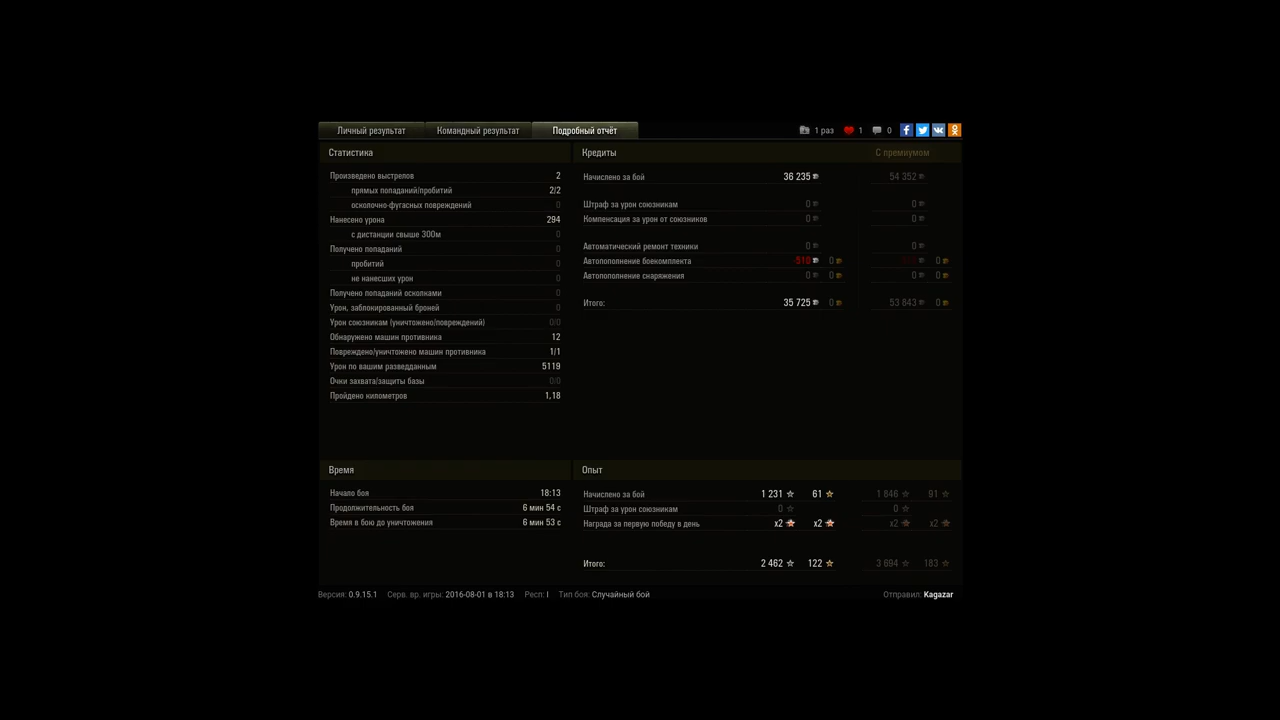 Личный результат Командный результат Подробный отчёт 1 раз 1 0
Статистика
Произведено выстрелов 2
прямых попаданий/пробитий 2/2
осколочно-фугасных повреждений 0
Нанесено урона 294
с дистанции свыше 300м 0
Получено попаданий 0
пробитий 0
не нанесших урон 0
Получено попаданий осколками 0
Урон, заблокированный броней 0
Урон союзникам (уничтожено/повреждений) 0/0
Обнаружено машин противника 12
Повреждено/уничтожено машин противника 1/1
Урон по вашим разведданным 5119
Очки захвата/защиты базы 0/0
Пройдено километров 1,18
Кредиты С премиумом
Начислено за бой 36 235 54 352
Штраф за урон союзникам 0 0
Компенсация за урон от союзников 0 0
Автоматический ремонт техники 0 0
Автопополнение боекомплекта -510 0 0
Автопополнение снаряжения 0 0 0 0
Итого: 35 725 0 53 843 0
Время
Начало боя 18:13
Продолжительность боя 6 мин 54 с
Время в бою до уничтожения 6 мин 53 с
Опыт
Начислено за бой 1 231 61 1 846 91
Штраф за урон союзникам 0 0
Награда за первую победу в день x2 x2 x2 x2
Итого: 2 462 122 3 694 183
Версия: 0.9.15.1 Серв. вр. игры: 2016-08-01 в 18:13 Респ: I Тип боя: Случайный бой Отправил: Kagazar